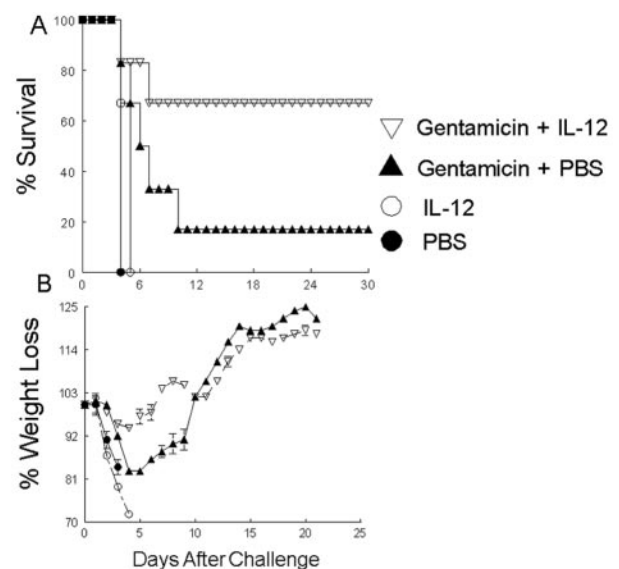 A
100
80
60
40
20
0
% Survival
0 6 12 18 24 30
Gentamicin + IL-12
Gentamicin + PBS
IL-12
PBS
B
125
114
103
92
81
70
% Weight Loss
0 5 10 15 20 25
Days After Challenge